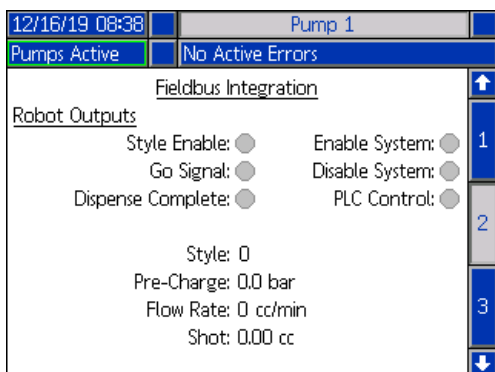 12/16/19 08:38 Pump 1
Pumps Active No Active Errors
Fieldbus Integration
Robot Outputs
Style Enable: Enable System:
Go Signal: Disable System:
Dispense Complete: PLC Control:
Style: 0
Pre-Charge: 0.0 bar
Flow Rate: 0 cc/min
Shot: 0.00 cc
1
2
3